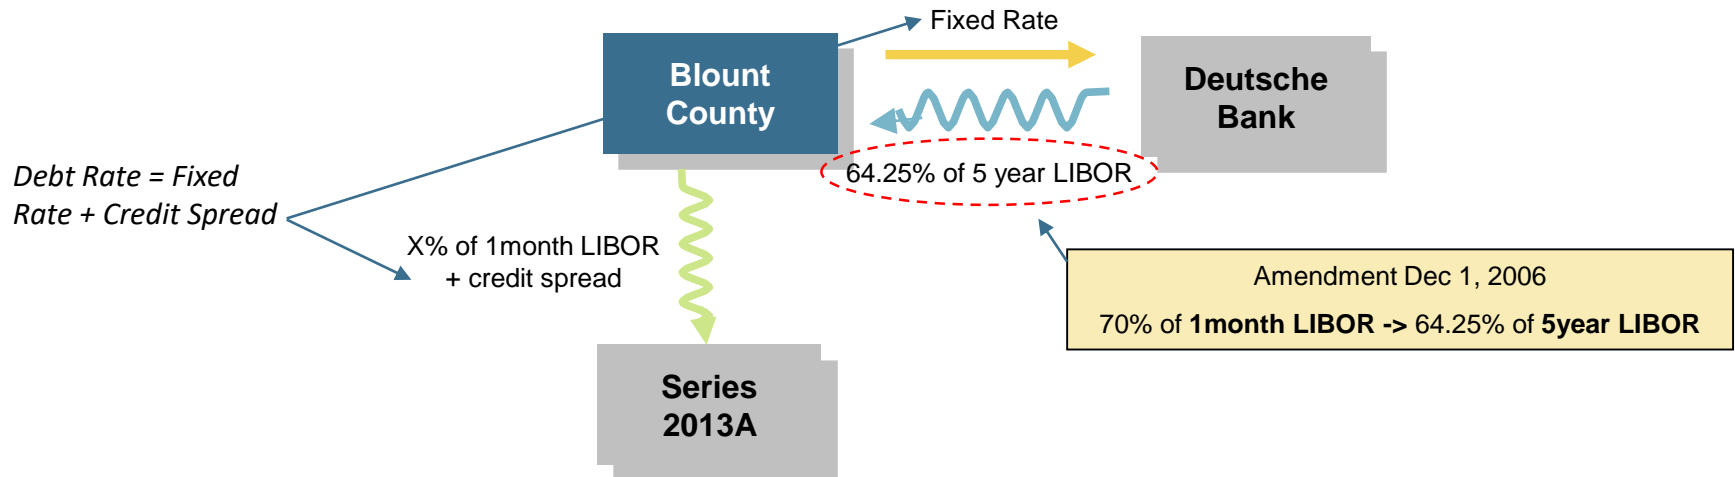 Fixed Rate
Blount
County
Deutsche
Bank
64.25% of 5 year LIBOR
Debt Rate = Fixed
Rate + Credit Spread
X% of 1month LIBOR
+ credit spread
Amendment Dec 1, 2006
70% of 1month LIBOR -> 64.25% of 5year LIBOR
Series
2013A